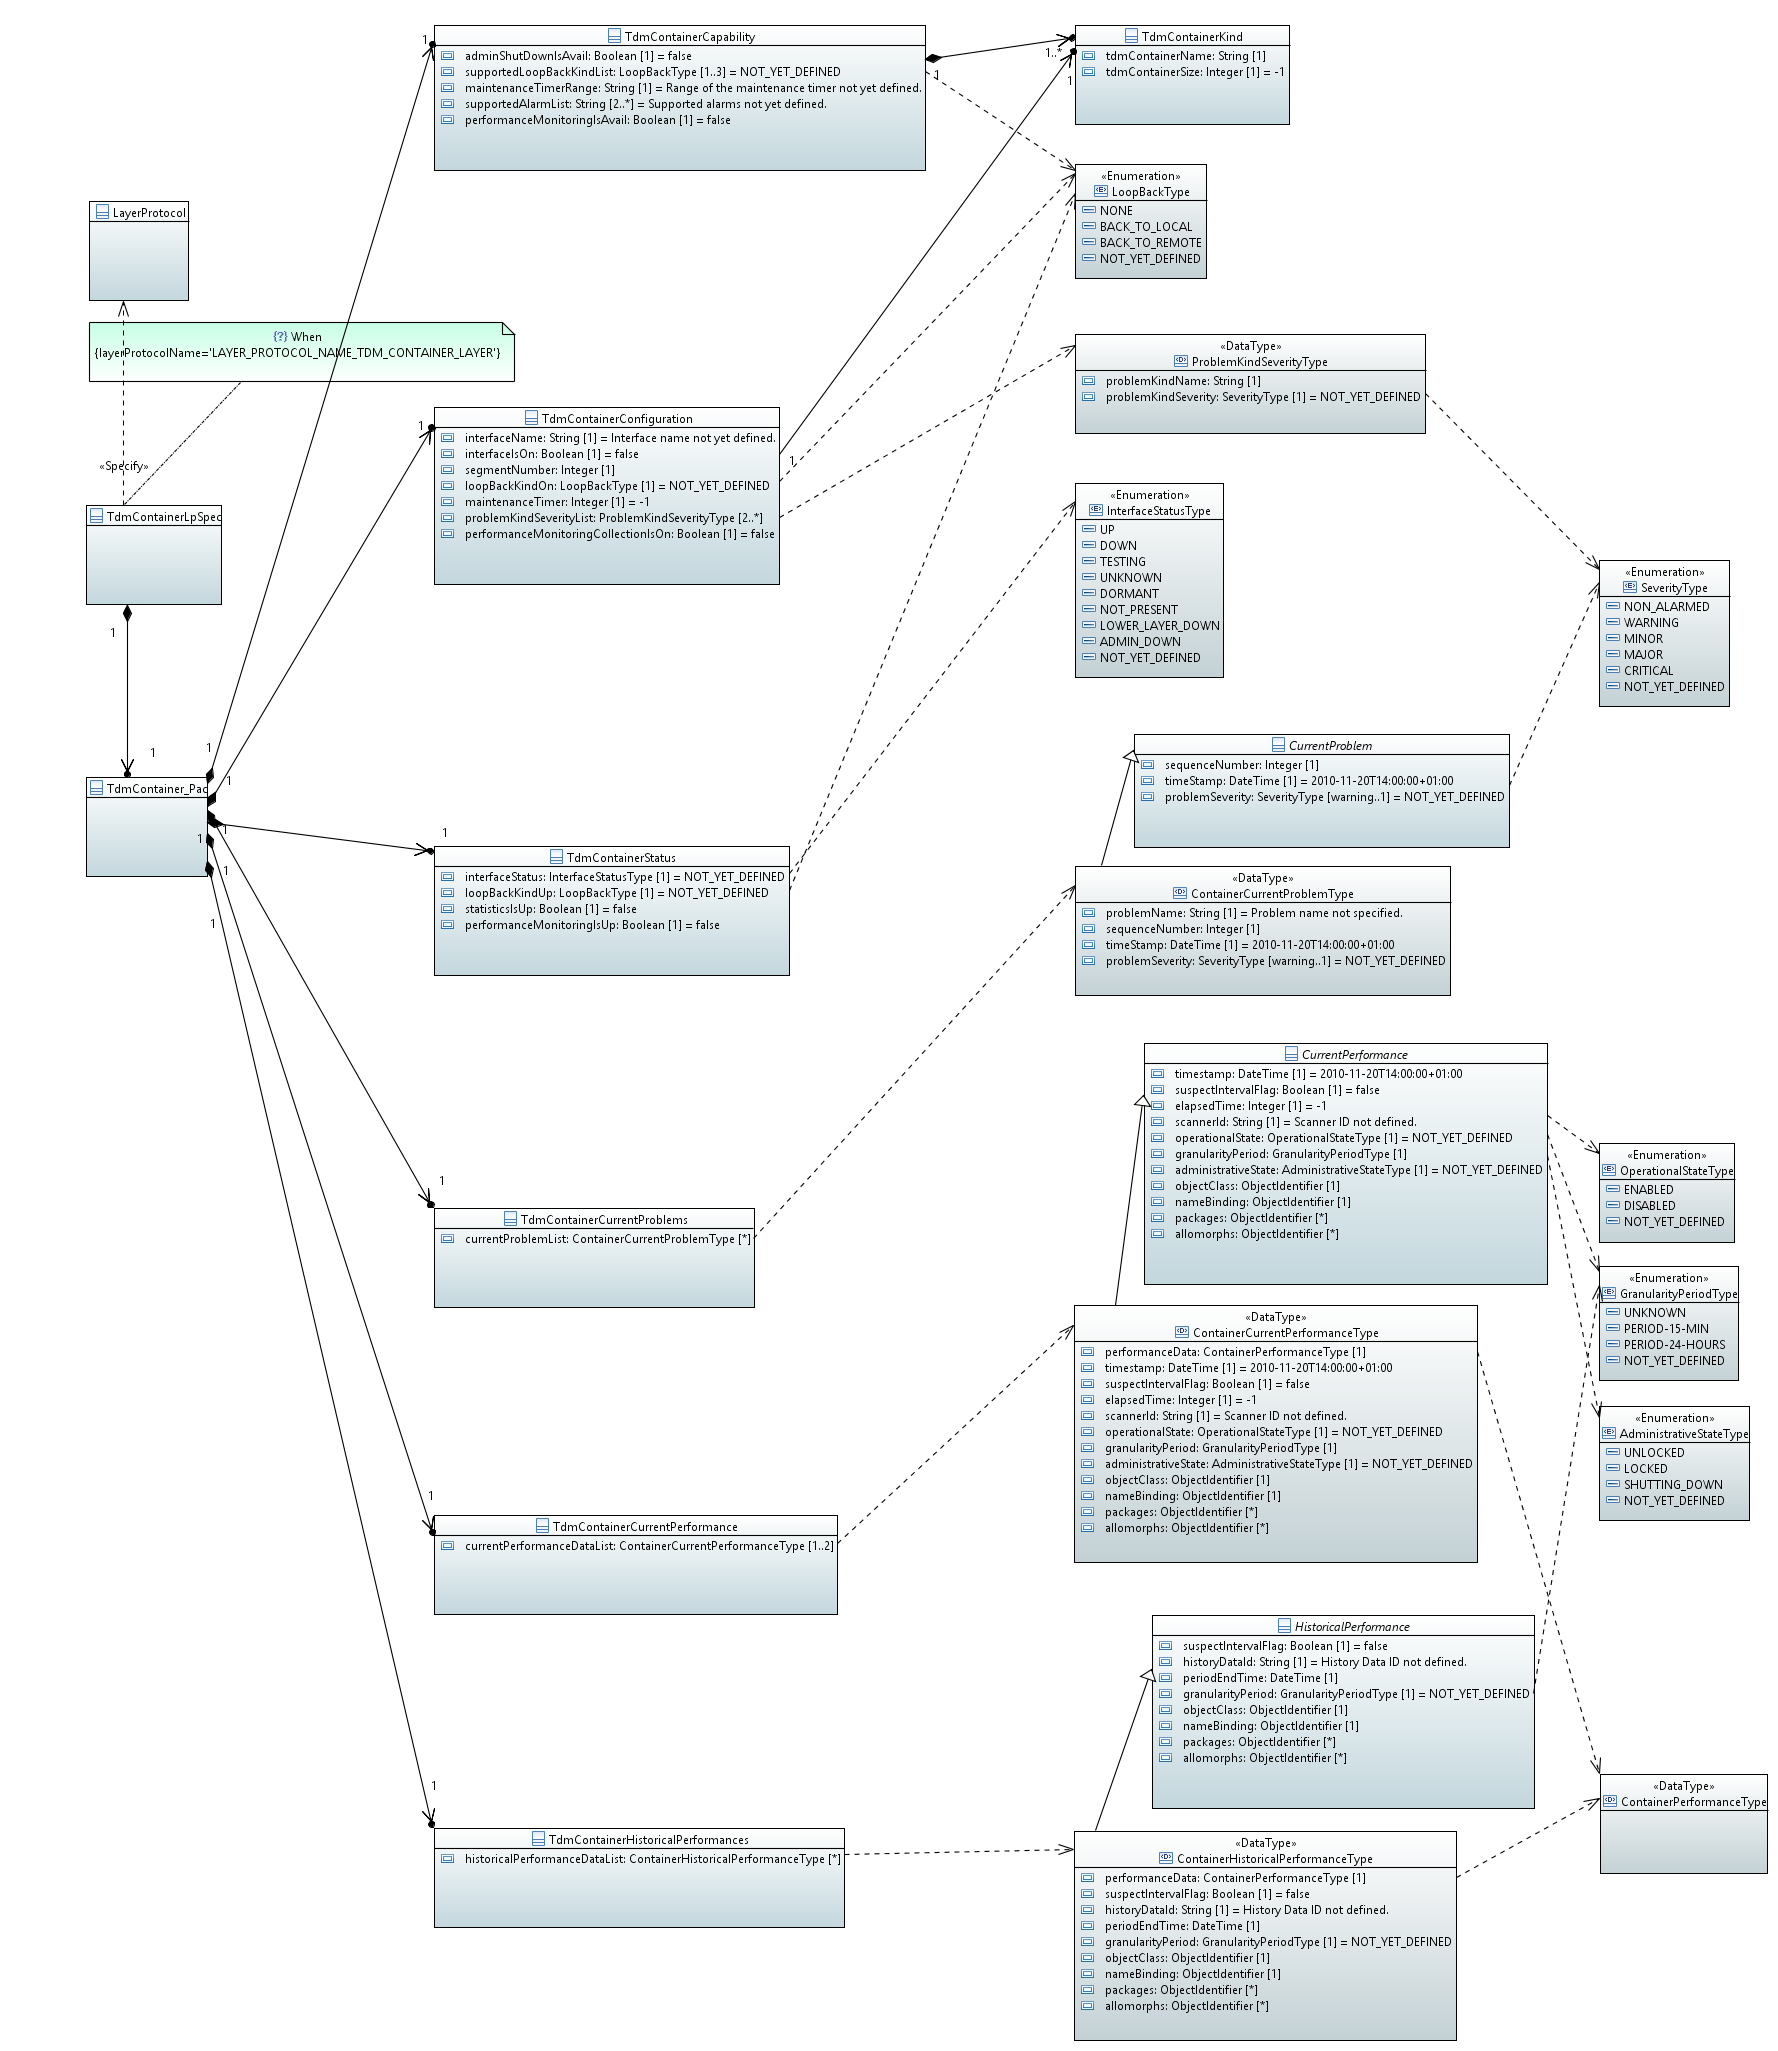 TdmContainerCapability
adminShutDownIsAvail: Boolean [1] = false
supportedLoopBackKindList: LoopBackType [1..3] = NOT_YET_DEFINED
maintenanceTimerRange: String [1] = Range of the maintenance timer not yet defined.
supportedAlarmList: String [2..*] = Supported alarms not yet defined.
performanceMonitoringIsAvail: Boolean [1] = false
1
1
1..*
1
TdmContainerKind
tdmContainerName: String [1]
tdmContainerSize: Integer [1] = -1
«Enumeration»
LoopBackType
NONE
BACK_TO_LOCAL
BACK_TO_REMOTE
NOT_YET_DEFINED
LayerProtocol
{?} When
{layerProtocolName='LAYER_PROTOCOL_NAME_TDM_CONTAINER_LAYER'}
«Specify»
TdmContainerLpSpec
1
1
TdmContainer_Pac
1
1
1
1
1
1
1
TdmContainerConfiguration
interfaceName: String [1] = Interface name not yet defined.
interfaceIsOn: Boolean [1] = false
segmentNumber: Integer [1]
loopBackKindOn: LoopBackType [1] = NOT_YET_DEFINED
maintenanceTimer: Integer [1] = -1
problemKindSeverityList: ProblemKindSeverityType [2..*]
performanceMonitoringCollectionIsOn: Boolean [1] = false
1
«DataType»
ProblemKindSeverityType
problemKindName: String [1]
problemKindSeverity: SeverityType [1] = NOT_YET_DEFINED
«Enumeration»
InterfaceStatusType
UP
DOWN
TESTING
UNKNOWN
DORMANT
NOT_PRESENT
LOWER_LAYER_DOWN
ADMIN_DOWN
NOT_YET_DEFINED
«Enumeration»
SeverityType
NON_ALARMED
WARNING
MINOR
MAJOR
CRITICAL
NOT_YET_DEFINED
CurrentProblem
sequenceNumber: Integer [1]
timeStamp: DateTime [1] = 2010-11-20T14:00:00+01:00
problemSeverity: SeverityType [warning..1] = NOT_YET_DEFINED
1
TdmContainerStatus
interfaceStatus: InterfaceStatusType [1] = NOT_YET_DEFINED
loopBackKindUp: LoopBackType [1] = NOT_YET_DEFINED
statisticsIsUp: Boolean [1] = false
performanceMonitoringIsUp: Boolean [1] = false
«DataType»
ContainerCurrentProblemType
problemName: String [1] = Problem name not specified.
sequenceNumber: Integer [1]
timeStamp: DateTime [1] = 2010-11-20T14:00:00+01:00
problemSeverity: SeverityType [warning..1] = NOT_YET_DEFINED
CurrentPerformance
timestamp: DateTime [1] = 2010-11-20T14:00:00+01:00
suspectIntervalFlag: Boolean [1] = false
elapsedTime: Integer [1] = -1
scannerId: String [1] = Scanner ID not defined.
operationalState: OperationalStateType [1] = NOT_YET_DEFINED
granularityPeriod: GranularityPeriodType [1]
administrativeState: AdministrativeStateType [1] = NOT_YET_DEFINED
objectClass: ObjectIdentifier [1]
nameBinding: ObjectIdentifier [1]
packages: ObjectIdentifier [*]
allomorphs: ObjectIdentifier [*]
«Enumeration»
OperationalStateType
ENABLED
DISABLED
NOT_YET_DEFINED
1
TdmContainerCurrentProblems
currentProblemList: ContainerCurrentProblemType [*]
«Enumeration»
GranularityPeriodType
UNKNOWN
PERIOD-15-MIN
PERIOD-24-HOURS
NOT_YET_DEFINED
«DataType»
ContainerCurrentPerformanceType
performanceData: ContainerPerformanceType [1]
timestamp: DateTime [1] = 2010-11-20T14:00:00+01:00
suspectIntervalFlag: Boolean [1] = false
elapsedTime: Integer [1] = -1
scannerId: String [1] = Scanner ID not defined.
operationalState: OperationalStateType [1] = NOT_YET_DEFINED
granularityPeriod: GranularityPeriodType [1]
administrativeState: AdministrativeStateType [1] = NOT_YET_DEFINED
objectClass: ObjectIdentifier [1]
nameBinding: ObjectIdentifier [1]
packages: ObjectIdentifier [*]
allomorphs: ObjectIdentifier [*]
«Enumeration»
AdministrativeStateType
UNLOCKED
LOCKED
SHUTTING_DOWN
NOT_YET_DEFINED
1
TdmContainerCurrentPerformance
currentPerformanceDataList: ContainerCurrentPerformanceType [1..2]
HistoricalPerformance
suspectIntervalFlag: Boolean [1] = false
historyDataId: String [1] = History Data ID not defined.
periodEndTime: DateTime [1]
granularityPeriod: GranularityPeriodType [1] = NOT_YET_DEFINED
objectClass: ObjectIdentifier [1]
nameBinding: ObjectIdentifier [1]
packages: ObjectIdentifier [*]
allomorphs: ObjectIdentifier [*]
«DataType»
ContainerPerformanceType
1
TdmContainerHistoricalPerformances
historicalPerformanceDataList: ContainerHistoricalPerformanceType [*]
«DataType»
ContainerHistoricalPerformanceType
performanceData: ContainerPerformanceType [1]
suspectIntervalFlag: Boolean [1] = false
historyDataId: String [1] = History Data ID not defined.
periodEndTime: DateTime [1]
granularityPeriod: GranularityPeriodType [1] = NOT_YET_DEFINED
objectClass: ObjectIdentifier [1]
nameBinding: ObjectIdentifier [1]
packages: ObjectIdentifier [*]
allomorphs: ObjectIdentifier [*]